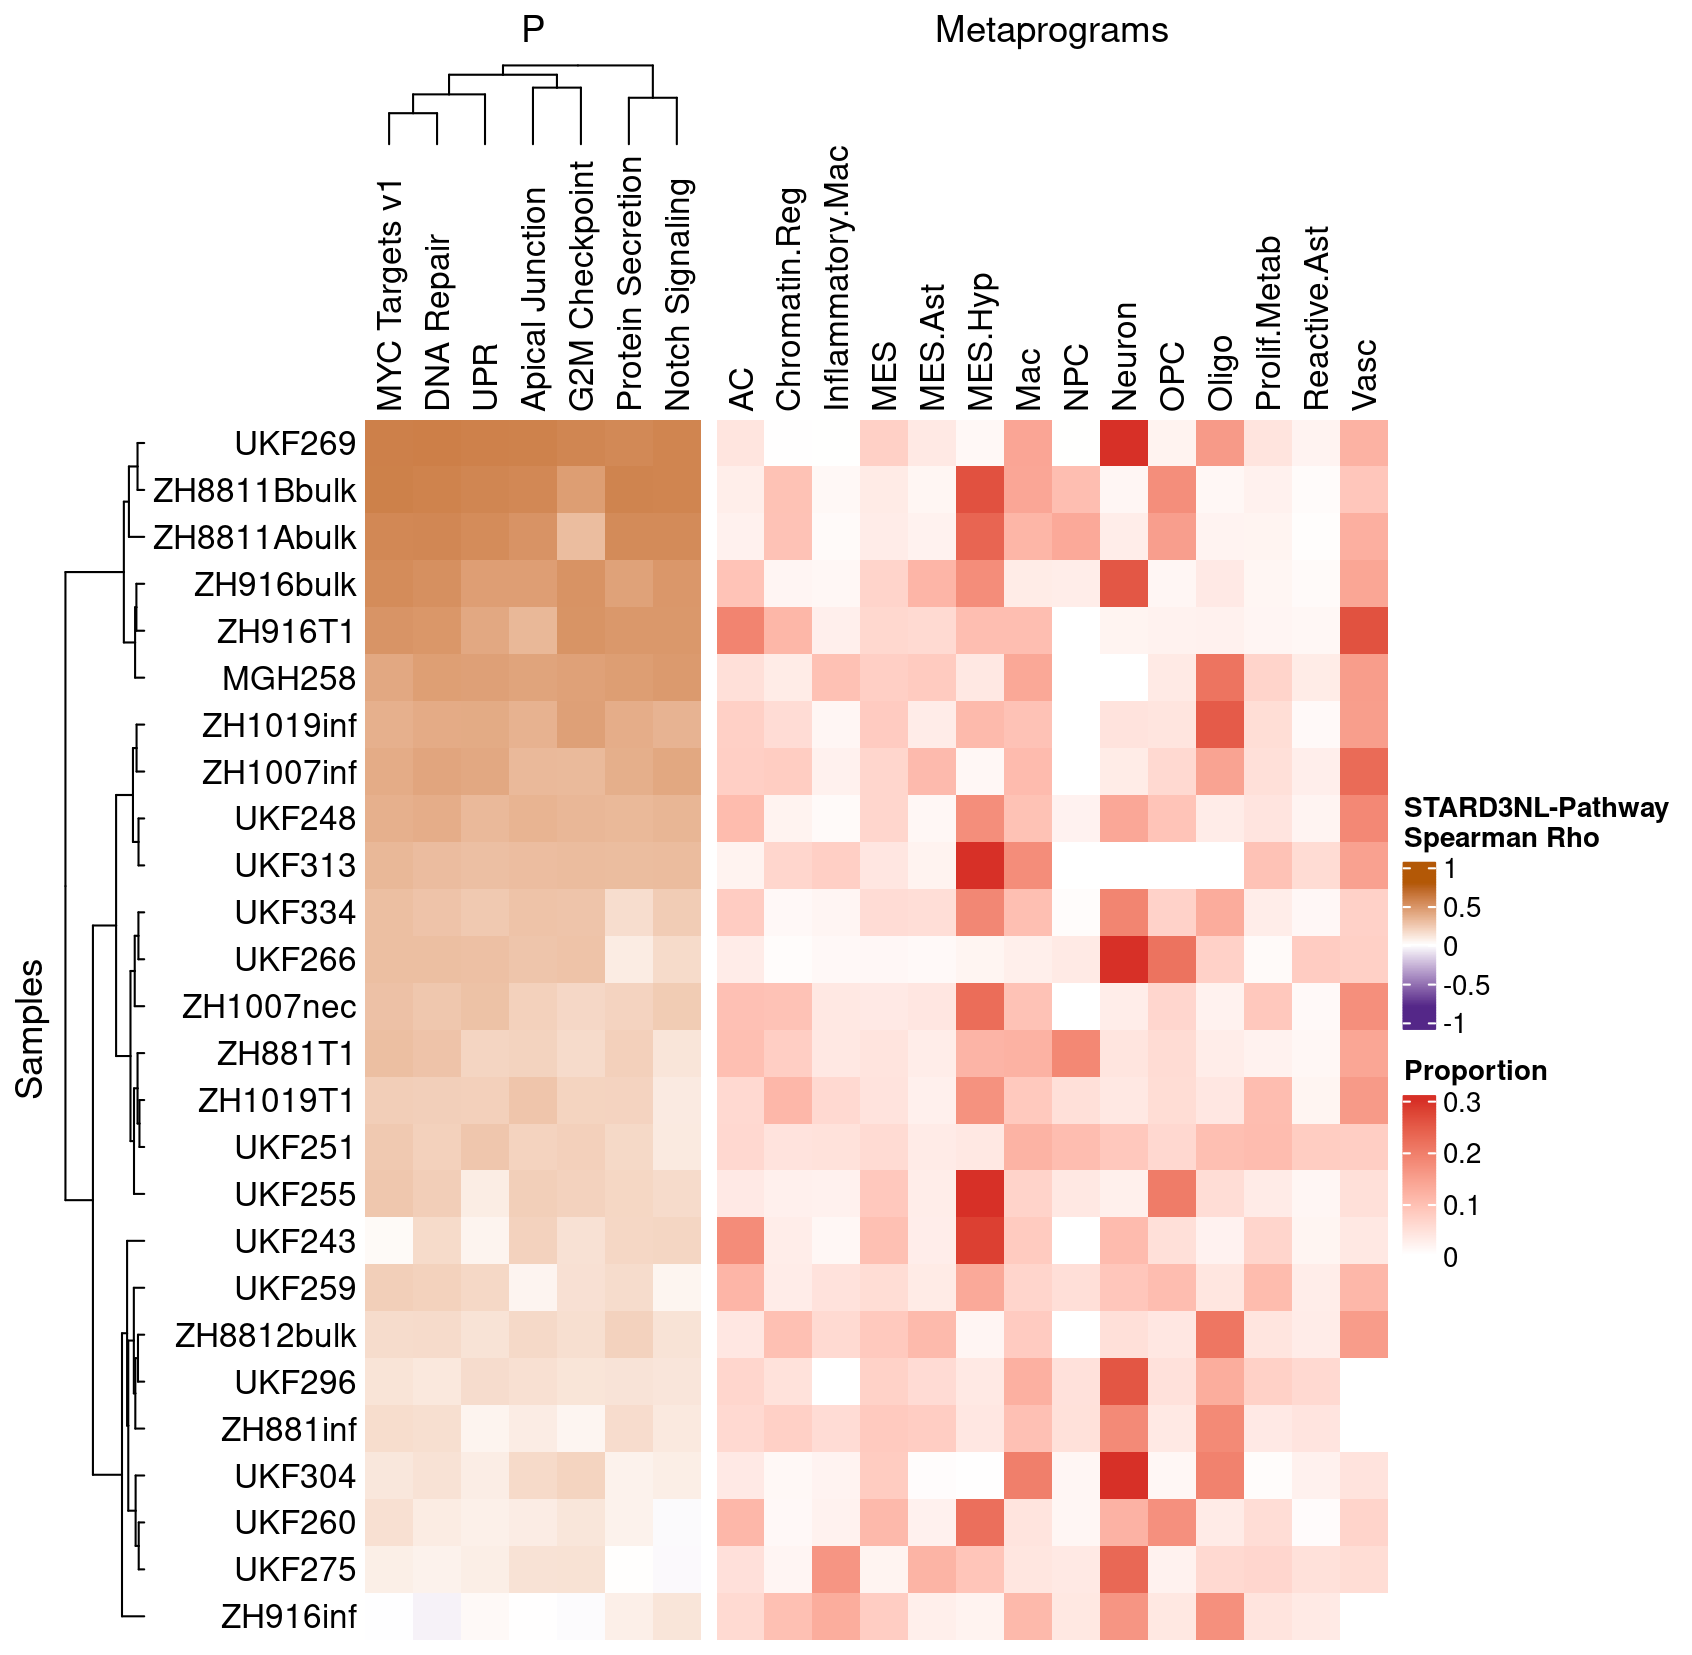 P
Metaprograms
MYC Targets v1
DNA Repair
UPR
Apical Junction
G2M Checkpoint
Protein Secretion
Notch Signaling
AC
Chromatin.Reg
Inflammatory.Mac
MES
MES.Ast
MES.Hyp
Mac
NPC
Neuron
OPC
Oligo
Prolif.Metab
Reactive.Ast
Vasc
Samples
UKF269
ZH8811Bbulk
ZH8811Abulk
ZH916bulk
ZH916T1
MGH258
ZH1019inf
ZH1007inf
UKF248
UKF313
UKF334
UKF266
ZH1007nec
ZH881T1
ZH1019T1
UKF251
UKF255
UKF243
UKF259
ZH8812bulk
UKF296
ZH881inf
UKF304
UKF260
UKF275
ZH916inf
STARD3NL-Pathway
Spearman Rho
1
0.5
0
-0.5
-1
Proportion
0.3
0.2
0.1
0